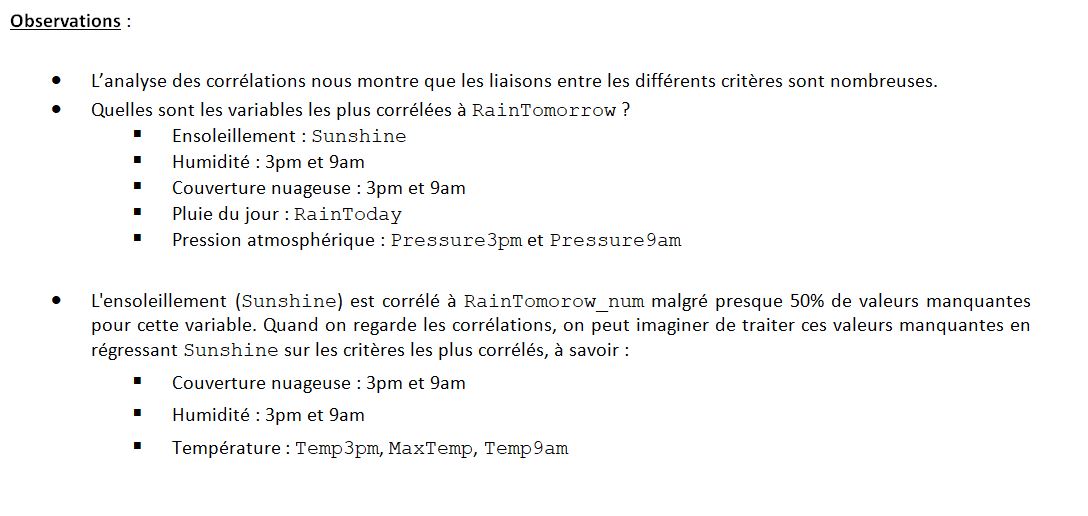 Observations :
• L’analyse des corrélations nous montre que les liaisons entre les différents critères sont nombreuses.
• Quelles sont les variables les plus corrélées à RainTomorrow ?
▪ Ensoleillement : Sunshine
▪ Humidité : 3pm et 9am
▪ Couverture nuageuse : 3pm et 9am
▪ Pluie du jour : RainToday
▪ Pression atmosphérique : Pressure3pm et Pressure9am
• L'ensoleillement (Sunshine) est corrélé à RainTomorow_num malgré presque 50% de valeurs manquantes
pour cette variable. Quand on regarde les corrélations, on peut imaginer de traiter ces valeurs manquantes en
régressant Sunshine sur les critères les plus corrélés, à savoir :
▪ Couverture nuageuse : 3pm et 9am
▪ Humidité : 3pm et 9am
▪ Température : Temp3pm, MaxTemp, Temp9am